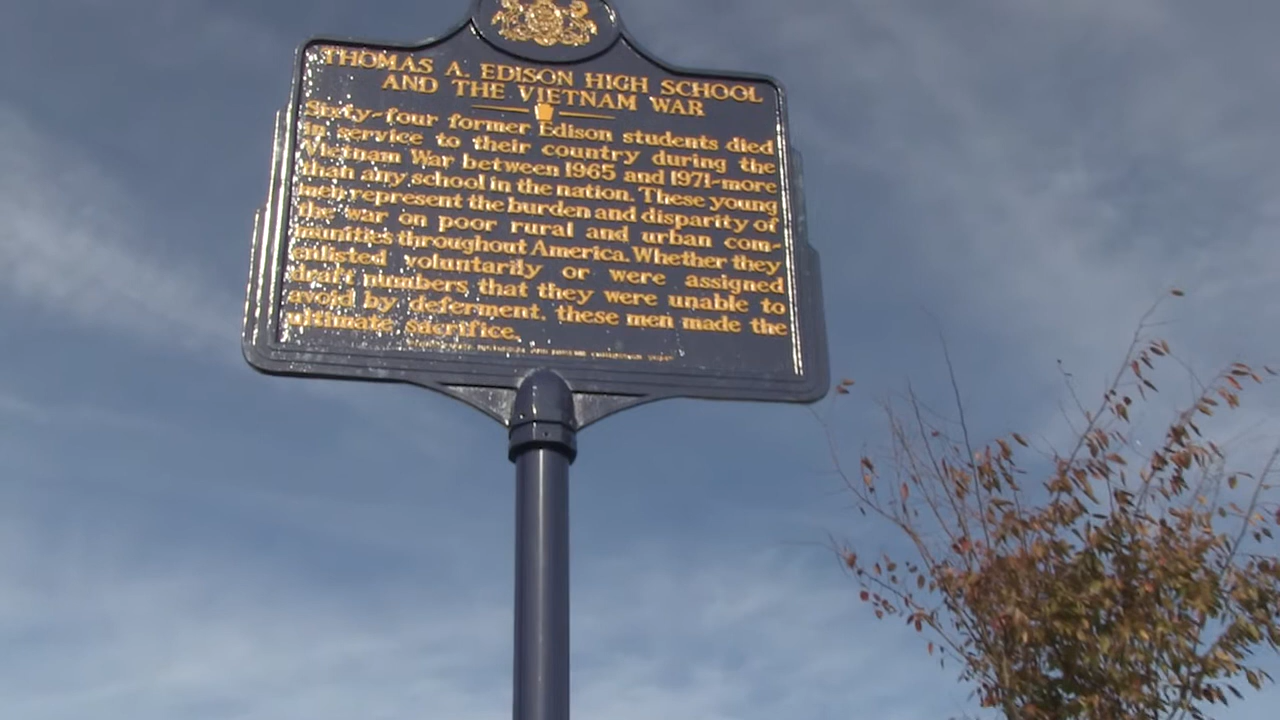 THOMAS A. EDISON HIGH SCHOOL
AND THE VIETNAM WAR
Sixty-four former Edison students died
in service to their country during the
Vietnam War between 1965 and 1971-more
than any school in the nation. These young
men represent the burden and disparity of
the war on poor rural and urban com-
munities throughout America. Whether they
enlisted voluntarily or were assigned
draft numbers that they were unable to
avoid by deferment, these men made the
ultimate sacrifice.